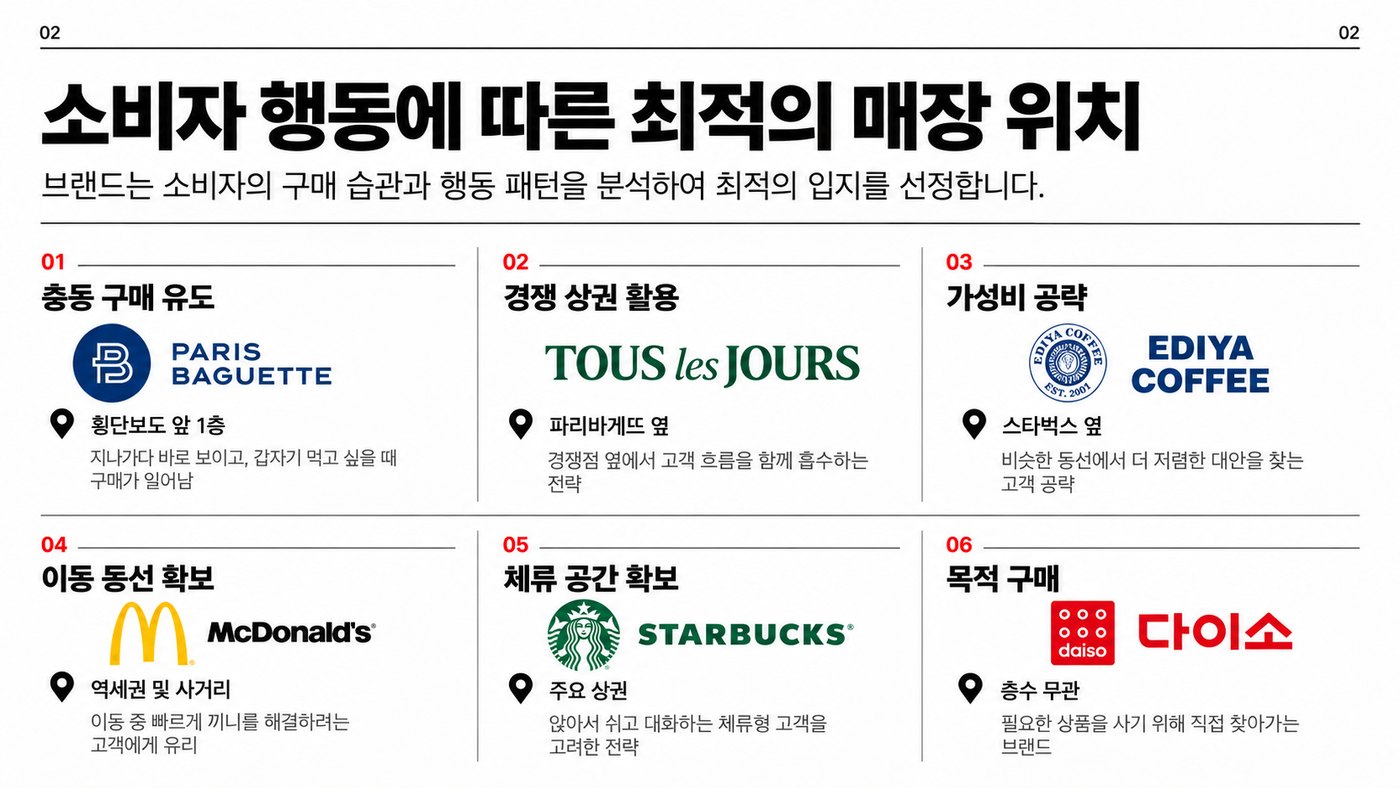 02
02
소비자 행동에 따른 최적의 매장 위치
브랜드는 소비자의 구매 습관과 행동 패턴을 분석하여 최적의 입지를 선정합니다.
01
충동 구매 유도
PARIS
BAGUETTE
횡단보도 앞 1층
지나가다 바로 보이고, 갑자기 먹고 싶을 때
구매가 일어남
02
경쟁 상권 활용
TOUS les JOURS
파리바게뜨 옆
경쟁점 옆에서 고객 흐름을 함께 흡수하는
전략
03
가성비 공략
EDIYA COFFEE
EST. 2001
EDIYA
COFFEE
스타벅스 옆
비슷한 동선에서 더 저렴한 대안을 찾는
고객 공략
04
이동 동선 확보
McDonald's®
역세권 및 사거리
이동 중 빠르게 끼니를 해결하려는
고객에게 유리
05
체류 공간 확보
STARBUCKS®
주요 상권
앉아서 쉬고 대화하는 체류형 고객을
고려한 전략
06
목적 구매
daiso
다이소
층수 무관
필요한 상품을 사기 위해 직접 찾아가는
브랜드